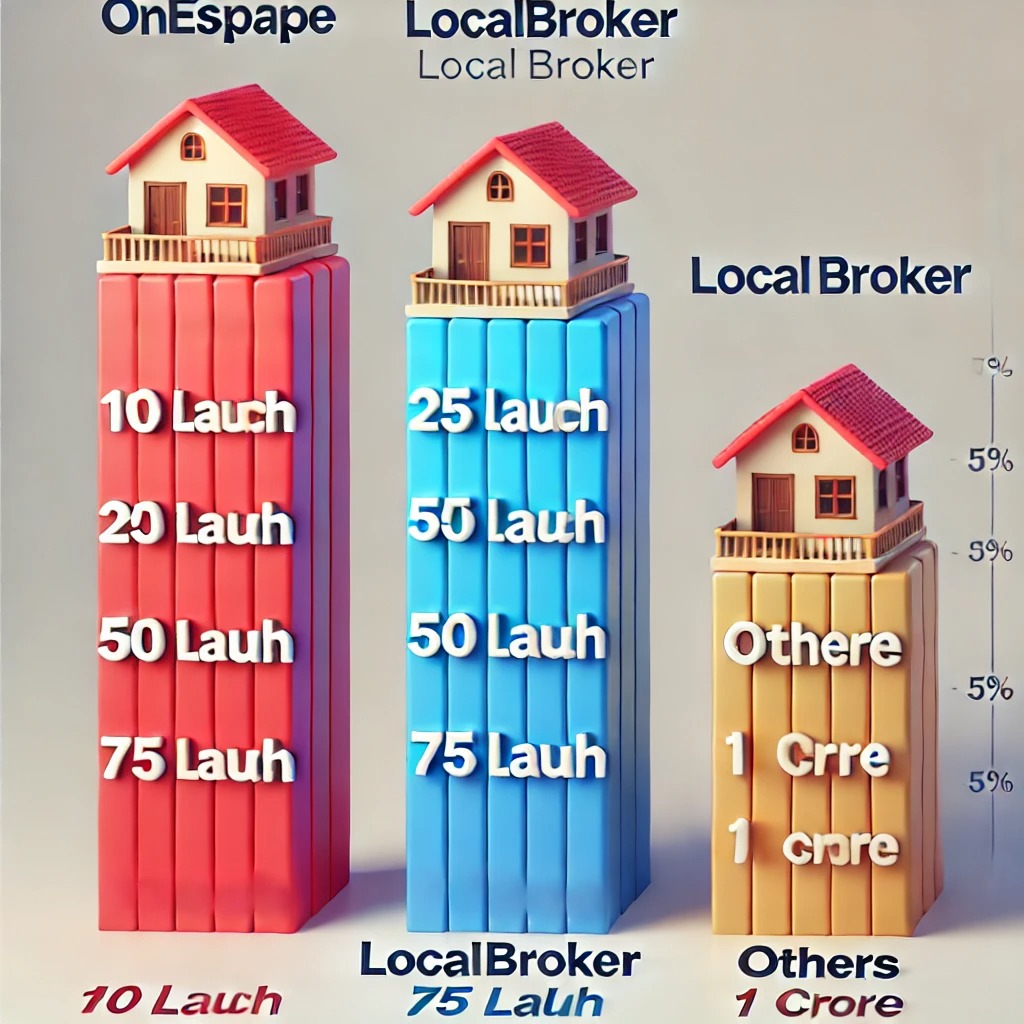 OnEspape
LocalBroker
Local Broker
LocalBroker
10 Lauch
20 Lauh
50 Lauh
75 Lauh
25 Lauch
50 Lauh
50 Lauh
75 Lauh
Othere
1 Crre
1 crore
5%
5%
5%
LocalBroker
Others
10 Lauch
75 Lauh
1 Crore